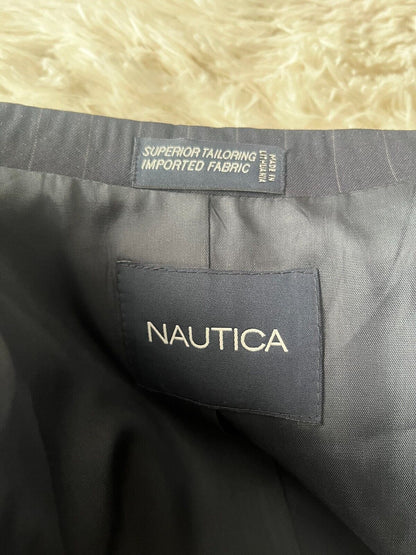 SUPERIOR TAILORING
IMPORTED FABRIC
MADE IN
LITHUANIA
NAUTICA